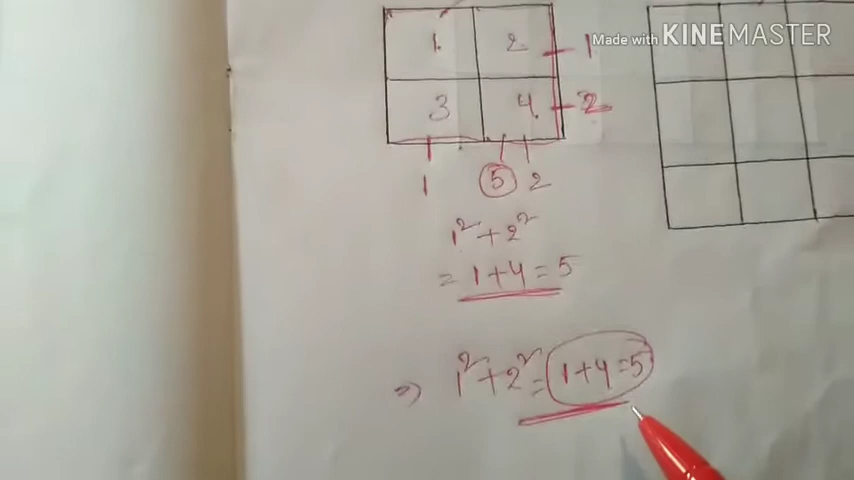 1. 2 - 1
Made with KINEMASTER
3 4. - 2
1 5 2
1² + 2²
= 1 + 4 = 5
⇒ 1² + 2² = 1 + 4 = 5